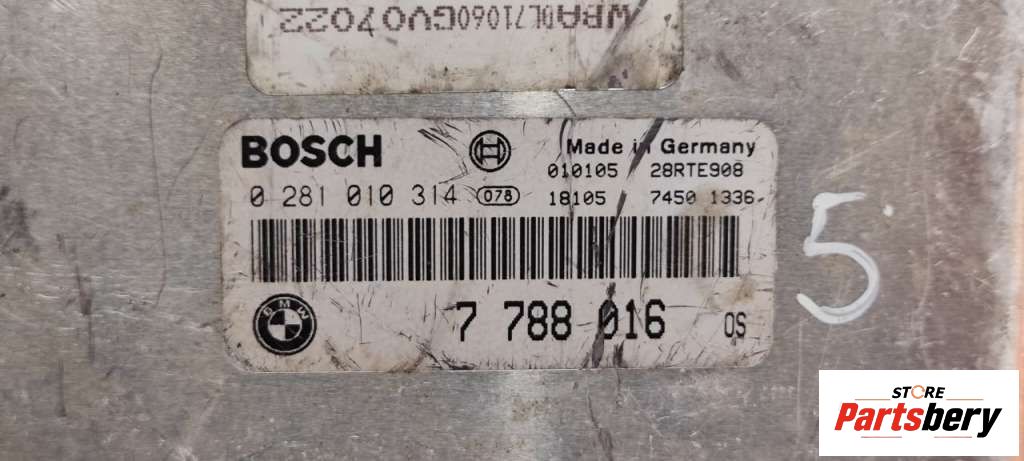 WBADL71060GV07022
BOSCH
Made in Germany
010105 28RTE908
0 281 010 314 078 18105 7450 1336
BMW
7 788 016 OS
5
STORE
Partsbery